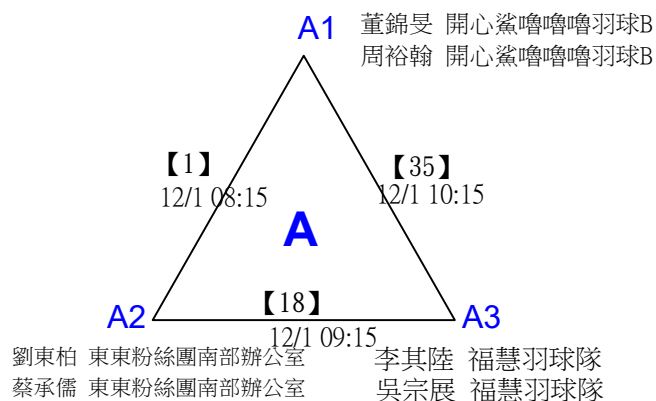 A1
董錦旻 開心鯊嚕嚕嚕羽球B
周裕翰 開心鯊嚕嚕嚕羽球B
【1】
12/1 08:15
【35】
12/1 10:15
A
【18】
12/1 09:15
A2
A3
劉東柏 東東粉絲團南部辦公室
蔡承儒 東東粉絲團南部辦公室
李其陸 福慧羽球隊
吳宗展 福慧羽球隊